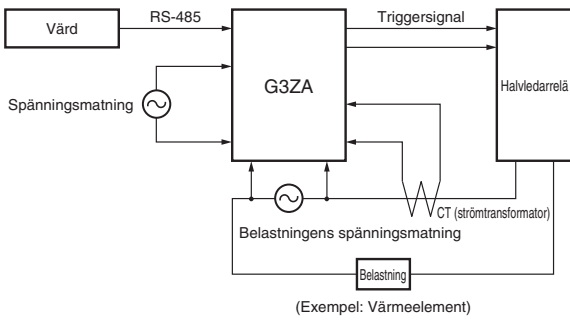 Värd
RS-485
Triggersignal
G3ZA
Halvledarrelä
Spänningsmatning
CT (strömtransformator)
Belastningens spänningsmatning
Belastning
(Exempel: Värmeelement)